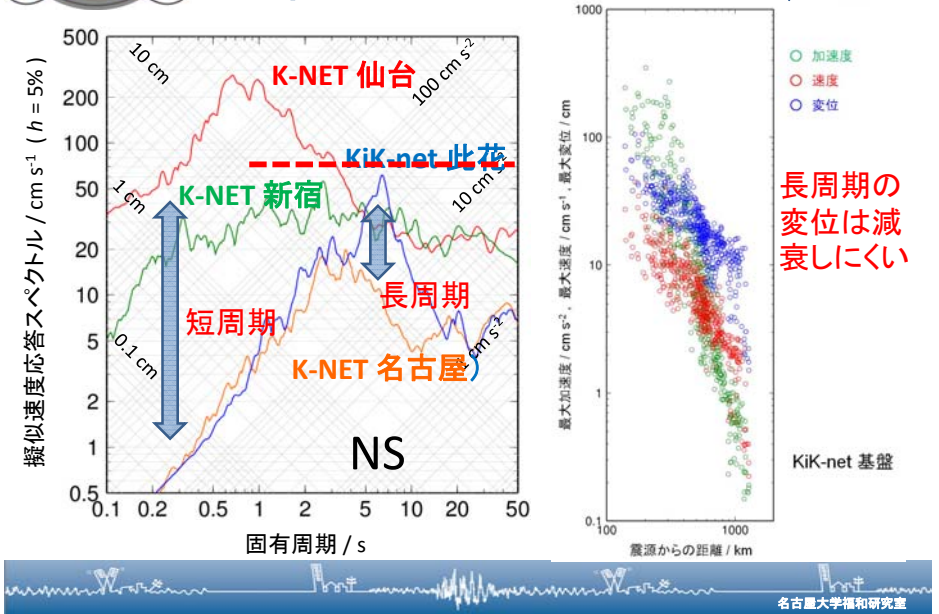 擬似速度応答スペクトル / cm s⁻¹ ( h = 5% )
500
200
100
50
20
10
5
2
1
0.5
10 cm
1 cm
0.1 cm
100 cm s⁻²
10 cm s⁻²
cm s⁻²
K-NET 仙台
KiK-net 此花
K-NET 新宿
短周期
長周期
K-NET 名古屋)
NS
0.1 0.2 0.5 1 2 5 10 20 50
固有周期 / s
最大加速度 / cm s⁻² , 最大速度 / cm s⁻¹ , 最大変位 / cm
1000
100
10
1
0.1
100 1000
震源からの距離 / km
加速度
速度
変位
長周期の
変位は減
衰しにくい
KiK-net 基盤
名古屋大学福和研究室